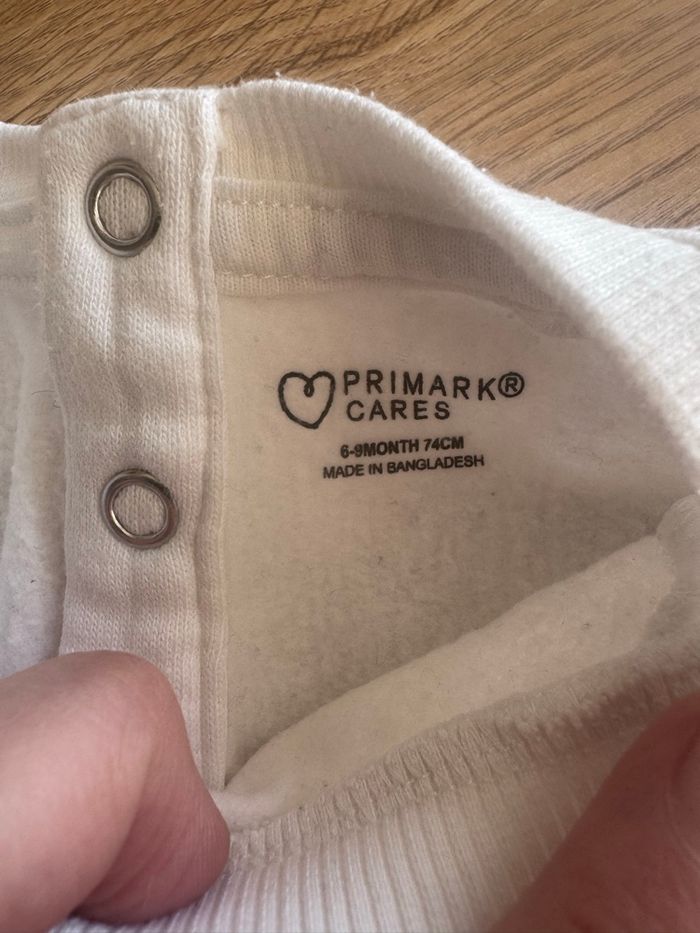 PRIMARK®
CARES
6-9MONTH 74CM
MADE IN BANGLADESH